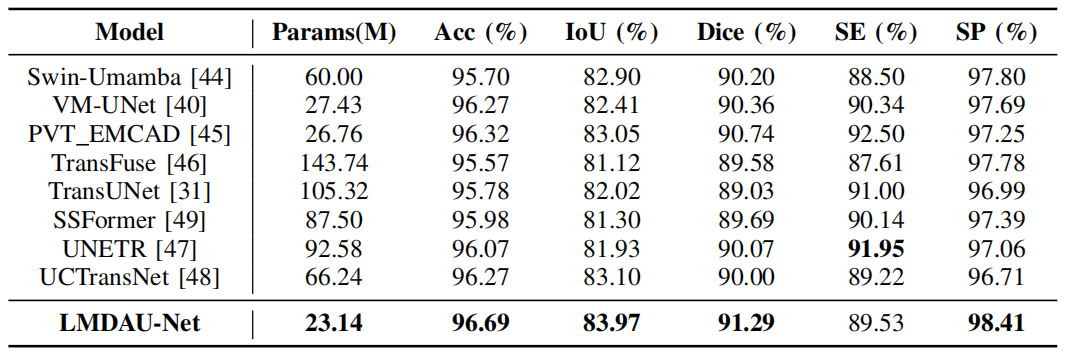 Model Params(M) Acc (%) IoU (%) Dice (%) SE (%) SP (%)
Swin-Umamba [44] 60.00 95.70 82.90 90.20 88.50 97.80
VM-UNet [40] 27.43 96.27 82.41 90.36 90.34 97.69
PVT_EMCAD [45] 26.76 96.32 83.05 90.74 92.50 97.25
TransFuse [46] 143.74 95.57 81.12 89.58 87.61 97.78
TransUNet [31] 105.32 95.78 82.02 89.03 91.00 96.99
SSFormer [49] 87.50 95.98 81.30 89.69 90.14 97.39
UNETR [47] 92.58 96.07 81.93 90.07 91.95 97.06
UCTransNet [48] 66.24 96.27 83.10 90.00 89.22 96.71
LMDAU-Net 23.14 96.69 83.97 91.29 89.53 98.41